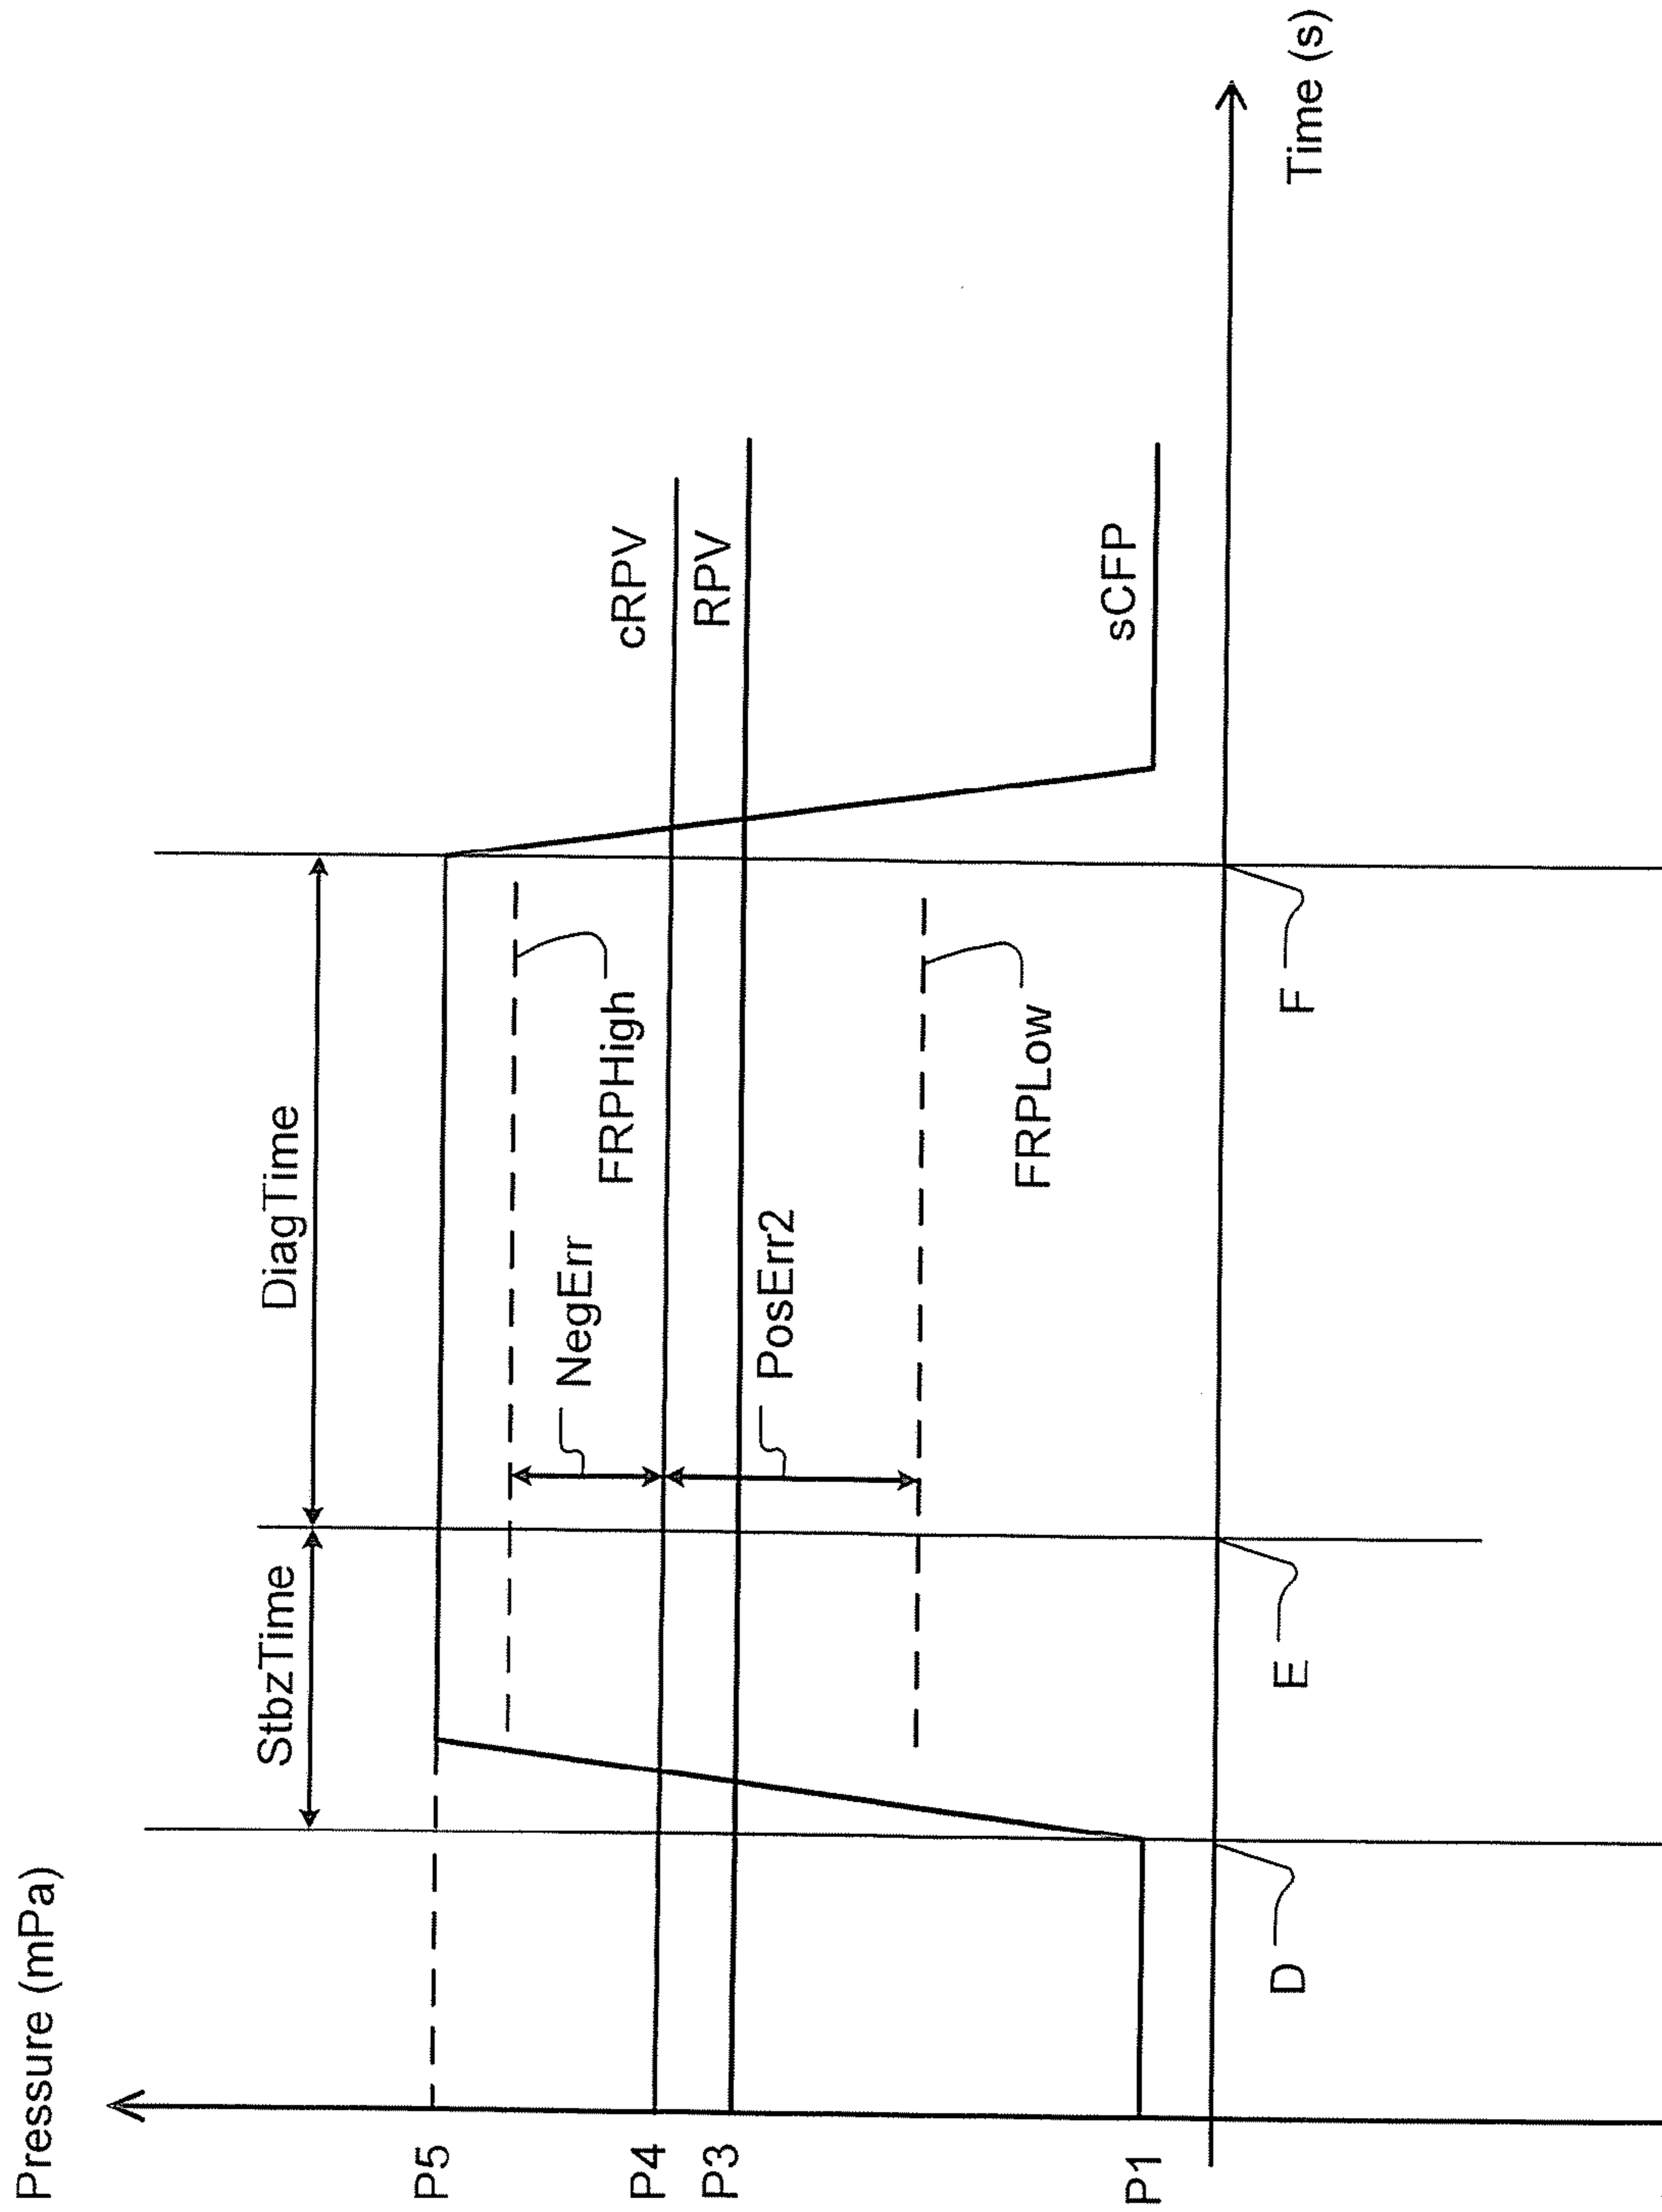 Pressure (mPa)
StbzTime
DiagTime
P5
NegErr
FRPHigh
P4
cRPV
P3
RPV
PosErr2
FRPLow
P1
sCFP
D
E
F
Time (s)